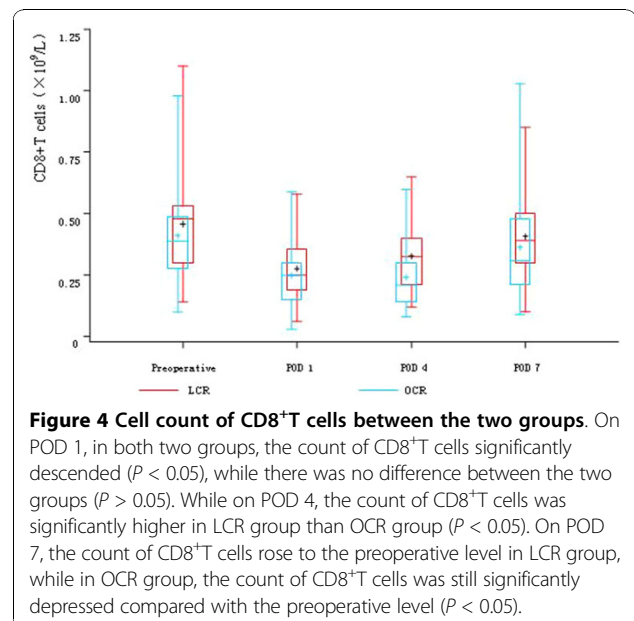 1.25
1.00
0.75
0.50
0.25
0
CD8+T cells (×10⁹/L)
Preoperative POD 1 POD 4 POD 7
LCR OCR
Figure 4 Cell count of CD8⁺T cells between the two groups. On
POD 1, in both two groups, the count of CD8⁺T cells significantly
descended (P < 0.05), while there was no difference between the two
groups (P > 0.05). While on POD 4, the count of CD8⁺T cells was
significantly higher in LCR group than OCR group (P < 0.05). On POD
7, the count of CD8⁺T cells rose to the preoperative level in LCR group,
while in OCR group, the count of CD8⁺T cells was still significantly
depressed compared with the preoperative level (P < 0.05).